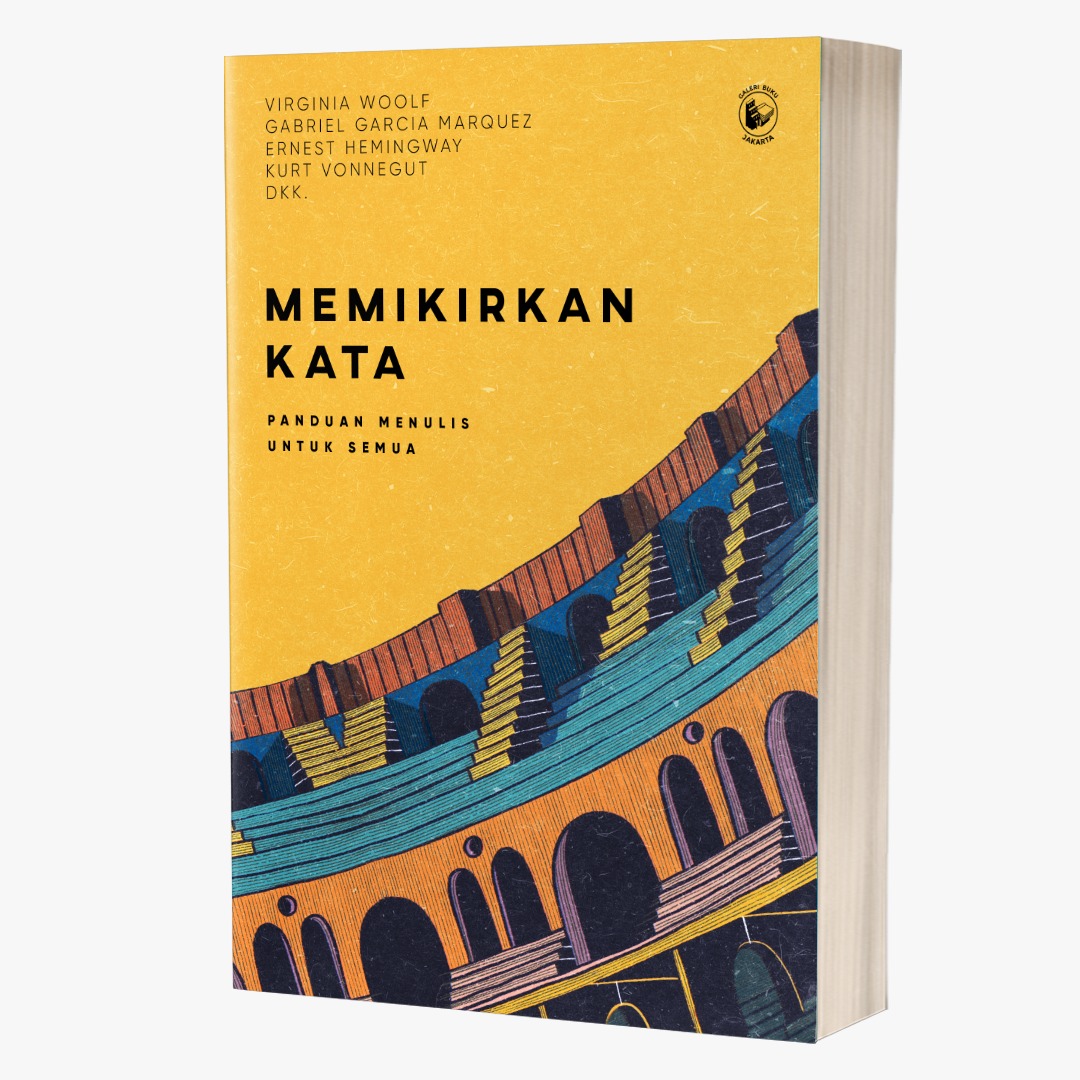 VIRGINIA WOOLF
GABRIEL GARCIA MARQUEZ
ERNEST HEMINGWAY
KURT VONNEGUT
DKK.
GALERI BUKU
JAKARTA
MEMIKIRKAN
KATA
PANDUAN MENULIS
UNTUK SEMUA